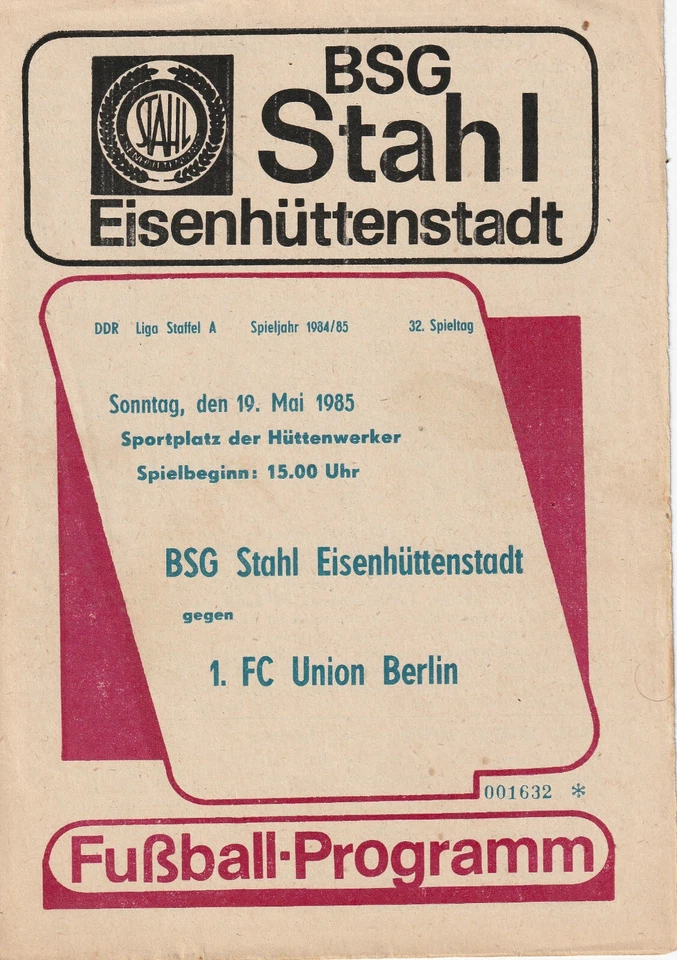 BSG
STAHL
Stahl
Eisenhüttenstadt
DDR Liga Staffel A Spieljahr 1984/85 32. Spieltag
Sonntag, den 19. Mai 1985
Sportplatz der Hüttenwerker
Spielbeginn: 15.00 Uhr
BSG Stahl Eisenhüttenstadt
gegen
1. FC Union Berlin
001632 *
Fußball-Programm